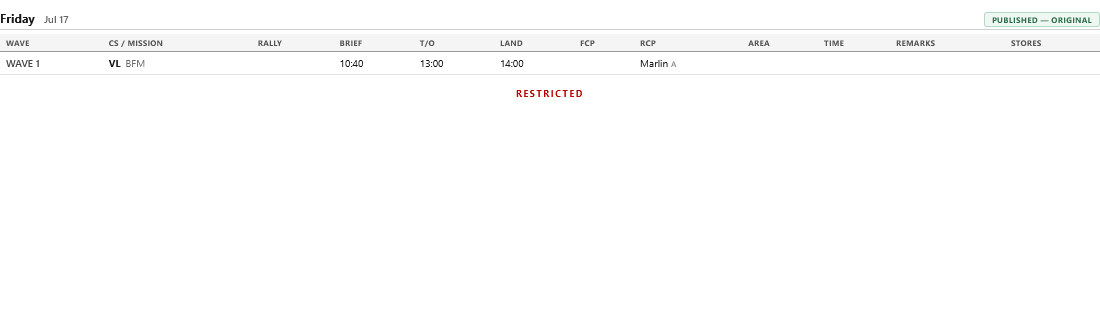 Friday Jul 17 PUBLISHED — ORIGINAL
WAVE CS / MISSION RALLY BRIEF T/O LAND FCP RCP AREA TIME REMARKS STORES
WAVE 1 VL BFM 10:40 13:00 14:00 Marlin A
RESTRICTED